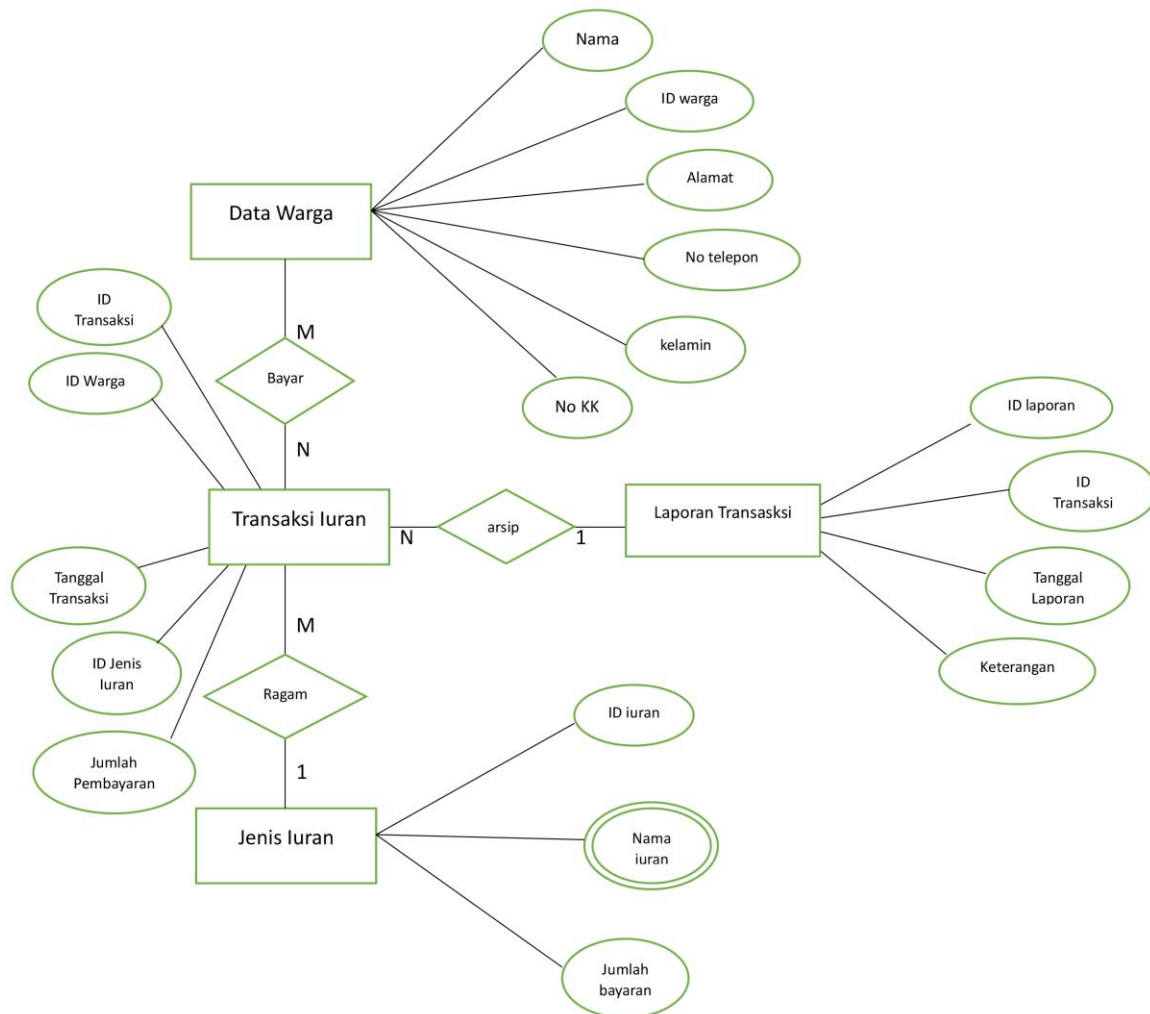 Nama
ID warga
Alamat
Data Warga
No telepon
ID
Transaksi
M
kelamin
ID Warga
Bayar
No KK
ID laporan
N
Transaksi Iuran
N
arsip
1
Laporan Transasksi
ID
Transaksi
Tanggal
Transaksi
Tanggal
Laporan
M
ID Jenis
Iuran
Keterangan
Ragam
ID iuran
Jumlah
Pembayaran
1
Jenis Iuran
Nama
iuran
Jumlah
bayaran